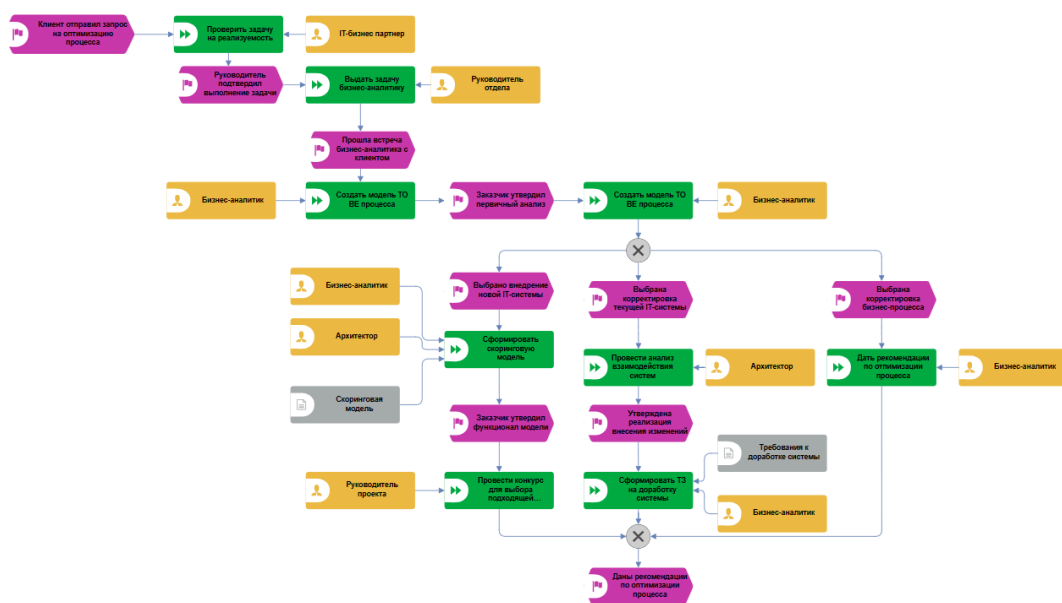 Клиент отправил запрос
на оптимизацию
процесса
Проверить задачу
на реализуемость
IT-бизнес партнер
Руководитель
подтвердил
выполнение задачи
Выдать задачу
бизнес-аналитику
Руководитель
отдела
Прошла встреча
бизнес-аналитика с
клиентом
Бизнес-аналитик
Создать модель TO
BE процесса
Заказчик утвердил
первичный анализ
Создать модель TO
BE процесса
Бизнес-аналитик
Бизнес-аналитик
Выбрано внедрение
новой IT-системы
Выбрана
корректировка
текущей IT-системы
Выбрана
корректировка
бизнес-процесса
Архитектор
Сформировать
скоринговую
модель
Провести анализ
взаимодействия
систем
Архитектор
Дать рекомендации
по оптимизации
процесса
Бизнес-аналитик
Скоринговая
модель
Заказчик утвердил
функционал модели
Утверждена
реализация
внесения изменений
Требования к
доработке системы
Руководитель
проекта
Провести конкурс
для выбора
подходящей...
Сформировать ТЗ
на доработку
системы
Бизнес-аналитик
Даны рекомендации
по оптимизации
процесса